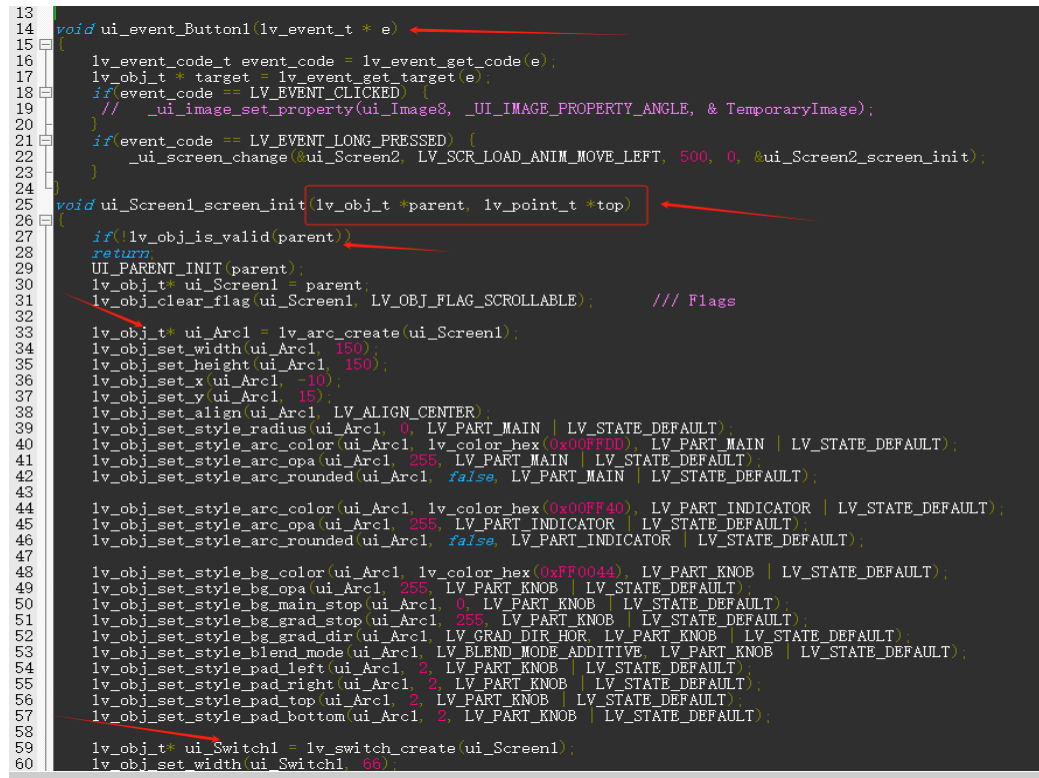 13
14 void ui_event_Button1(lv_event_t * e)
15 {
16 lv_event_code_t event_code = lv_event_get_code(e);
17 lv_obj_t * target = lv_event_get_target(e);
18 if(event_code == LV_EVENT_CLICKED) {
19 // _ui_image_set_property(ui_Image8, _UI_IMAGE_PROPERTY_ANGLE, & TemporaryImage);
20 }
21 if(event_code == LV_EVENT_LONG_PRESSED) {
22 _ui_screen_change(&ui_Screen2, LV_SCR_LOAD_ANIM_MOVE_LEFT, 500, 0, &ui_Screen2_screen_init);
23 }
24 }
25 void ui_Screen1_screen_init(lv_obj_t *parent, lv_point_t *top)
26 {
27 if(!lv_obj_is_valid(parent))
28 return;
29 UI_PARENT_INIT(parent);
30 lv_obj_t* ui_Screen1 = parent;
31 lv_obj_clear_flag(ui_Screen1, LV_OBJ_FLAG_SCROLLABLE); /// Flags
32
33 lv_obj_t* ui_Arc1 = lv_arc_create(ui_Screen1);
34 lv_obj_set_width(ui_Arc1, 150);
35 lv_obj_set_height(ui_Arc1, 150);
36 lv_obj_set_x(ui_Arc1, -10);
37 lv_obj_set_y(ui_Arc1, 15);
38 lv_obj_set_align(ui_Arc1, LV_ALIGN_CENTER);
39 lv_obj_set_style_radius(ui_Arc1, 0, LV_PART_MAIN | LV_STATE_DEFAULT);
40 lv_obj_set_style_arc_color(ui_Arc1, lv_color_hex(0x00FFDD), LV_PART_MAIN | LV_STATE_DEFAULT);
41 lv_obj_set_style_arc_opa(ui_Arc1, 255, LV_PART_MAIN | LV_STATE_DEFAULT);
42 lv_obj_set_style_arc_rounded(ui_Arc1, false, LV_PART_MAIN | LV_STATE_DEFAULT);
43
44 lv_obj_set_style_arc_color(ui_Arc1, lv_color_hex(0x00FF40), LV_PART_INDICATOR | LV_STATE_DEFAULT);
45 lv_obj_set_style_arc_opa(ui_Arc1, 255, LV_PART_INDICATOR | LV_STATE_DEFAULT);
46 lv_obj_set_style_arc_rounded(ui_Arc1, false, LV_PART_INDICATOR | LV_STATE_DEFAULT);
47
48 lv_obj_set_style_bg_color(ui_Arc1, lv_color_hex(0xFF0044), LV_PART_KNOB | LV_STATE_DEFAULT);
49 lv_obj_set_style_bg_opa(ui_Arc1, 255, LV_PART_KNOB | LV_STATE_DEFAULT);
50 lv_obj_set_style_bg_main_stop(ui_Arc1, 0, LV_PART_KNOB | LV_STATE_DEFAULT);
51 lv_obj_set_style_bg_grad_stop(ui_Arc1, 255, LV_PART_KNOB | LV_STATE_DEFAULT);
52 lv_obj_set_style_bg_grad_dir(ui_Arc1, LV_GRAD_DIR_HOR, LV_PART_KNOB | LV_STATE_DEFAULT);
53 lv_obj_set_style_blend_mode(ui_Arc1, LV_BLEND_MODE_ADDITIVE, LV_PART_KNOB | LV_STATE_DEFAULT);
54 lv_obj_set_style_pad_left(ui_Arc1, 2, LV_PART_KNOB | LV_STATE_DEFAULT);
55 lv_obj_set_style_pad_right(ui_Arc1, 2, LV_PART_KNOB | LV_STATE_DEFAULT);
56 lv_obj_set_style_pad_top(ui_Arc1, 2, LV_PART_KNOB | LV_STATE_DEFAULT);
57 lv_obj_set_style_pad_bottom(ui_Arc1, 2, LV_PART_KNOB | LV_STATE_DEFAULT);
58
59 lv_obj_t* ui_Switch1 = lv_switch_create(ui_Screen1);
60 lv_obj_set_width(ui_Switch1, 66);